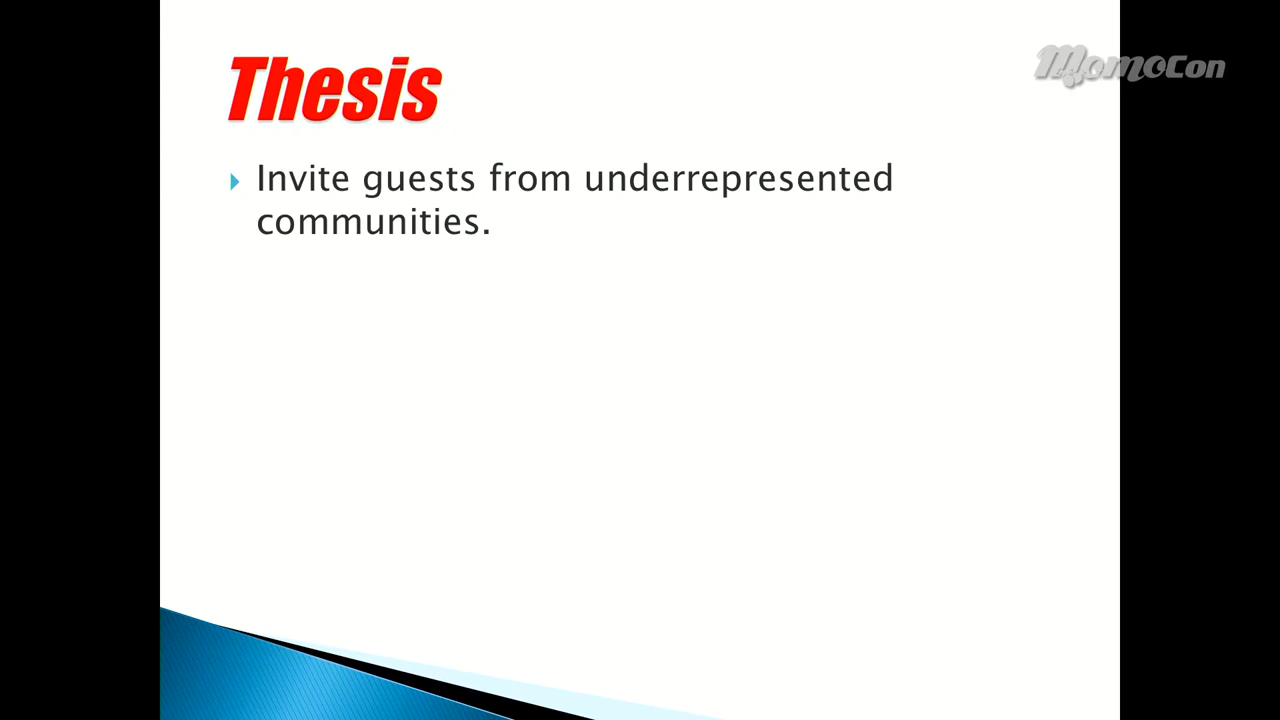 Thesis
MomoCon
Invite guests from underrepresented
communities.